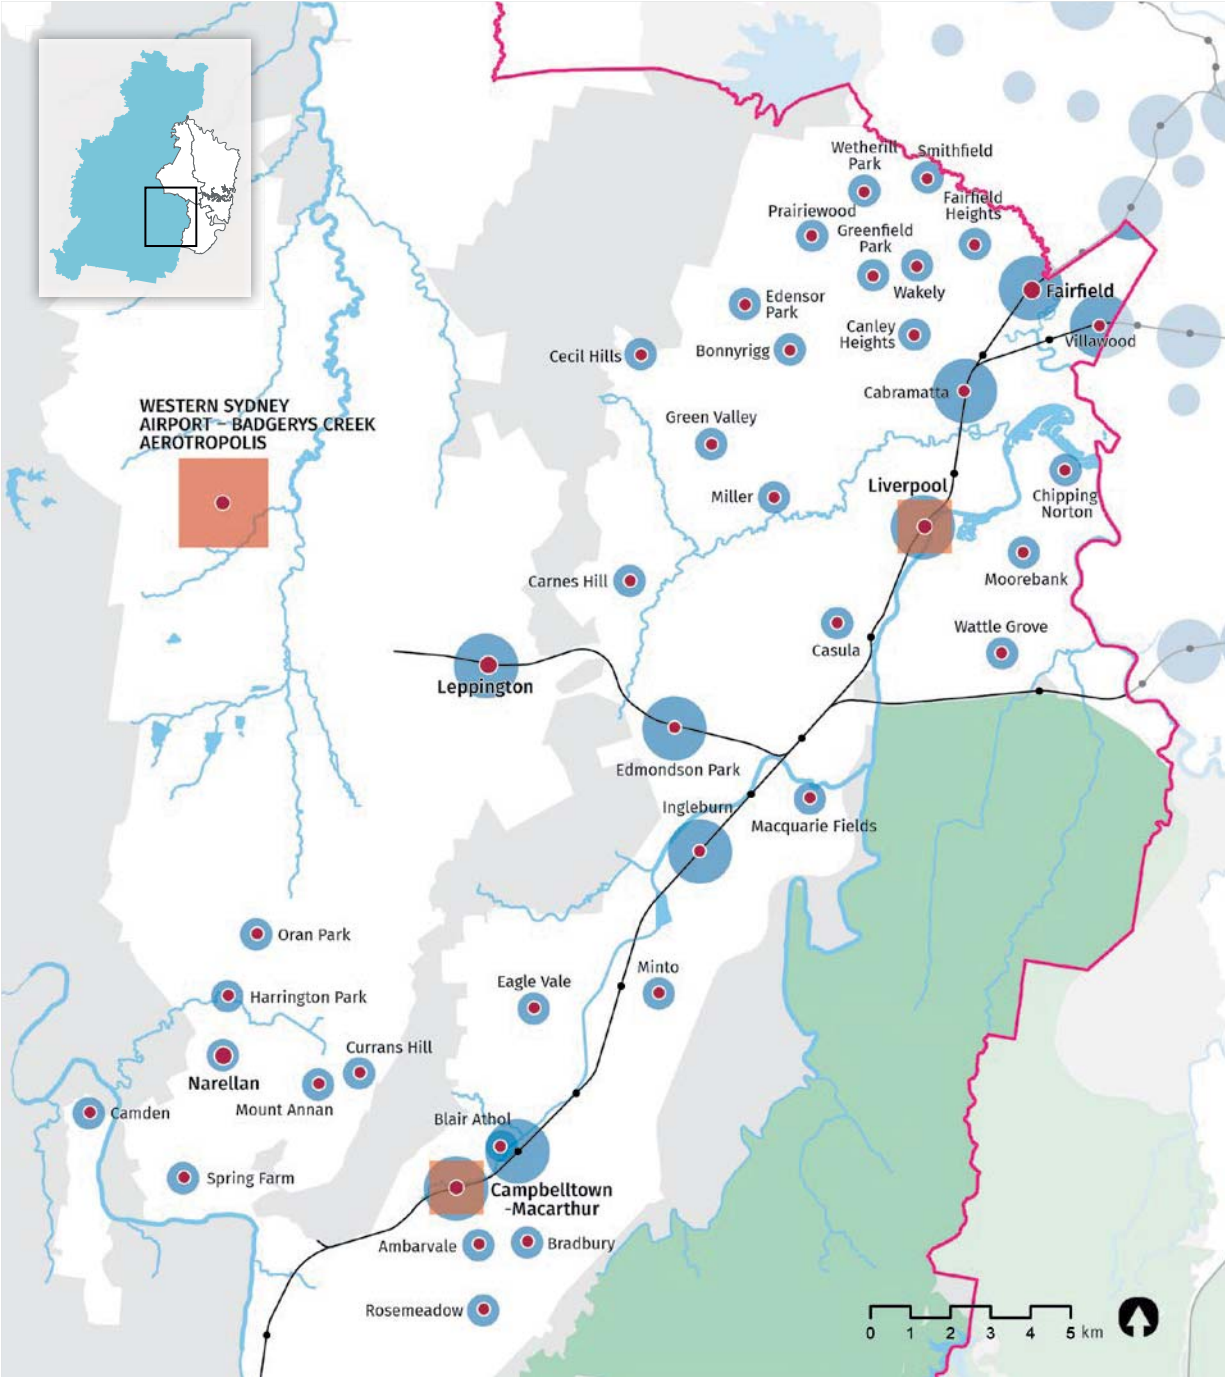 Wetherill
Park
Smithfield
Fairfield
Heights
Prairiewood
Greenfield
Park
Wakely
Edensor
Park
Fairfield
Canley
Heights
Villawood
Cecil Hills
Bonnyrigg
Cabramatta
WESTERN SYDNEY
AIRPORT – BADGERYS CREEK
AEROTROPOLIS
Green Valley
Liverpool
Miller
Chipping
Norton
Carnes Hill
Moorebank
Casula
Wattle Grove
Leppington
Edmondson Park
Ingleburn
Macquarie Fields
Oran Park
Minto
Eagle Vale
Harrington Park
Currans Hill
Narellan
Mount Annan
Camden
Blair Athol
Spring Farm
Campbelltown
-Macarthur
Ambarvale
Bradbury
Rosemeadow
0 1 2 3 4 5 km